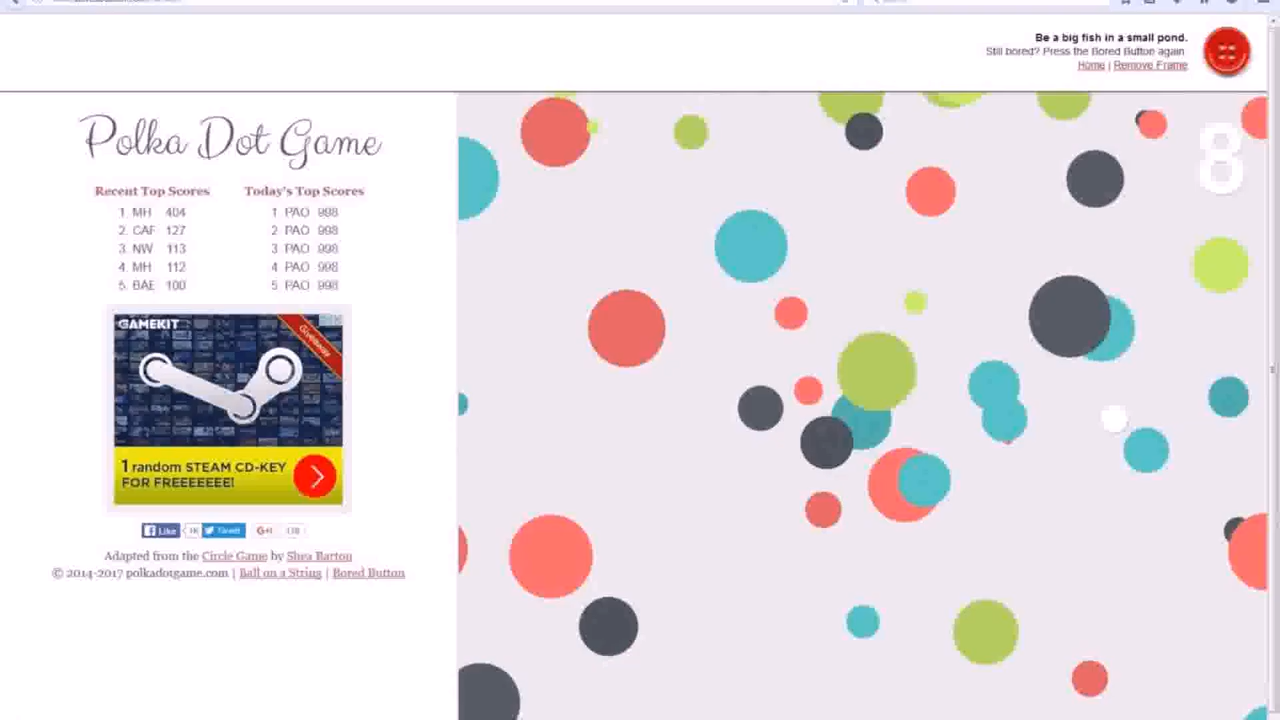 Be a big fish in a small pond.
Still bored? Press the Bored Button again.
Home | Remove Frame
Polka Dot Game
8
Recent Top Scores
1. MH 404
2. CAF 127
3. NW 113
4. MH 112
5. BAE 100
Today's Top Scores
1 PAO 998
2 PAO 998
3 PAO 998
4 PAO 998
5 PAO 998
GAMEKIT
Giveaway
1 random STEAM CD-KEY
FOR FREEEEEEE!
Like 1K Tweet G+1
Adapted from the Circle Game by Shea Barton
© 2014-2017 polkadotgame.com | Ball on a String | Bored Button